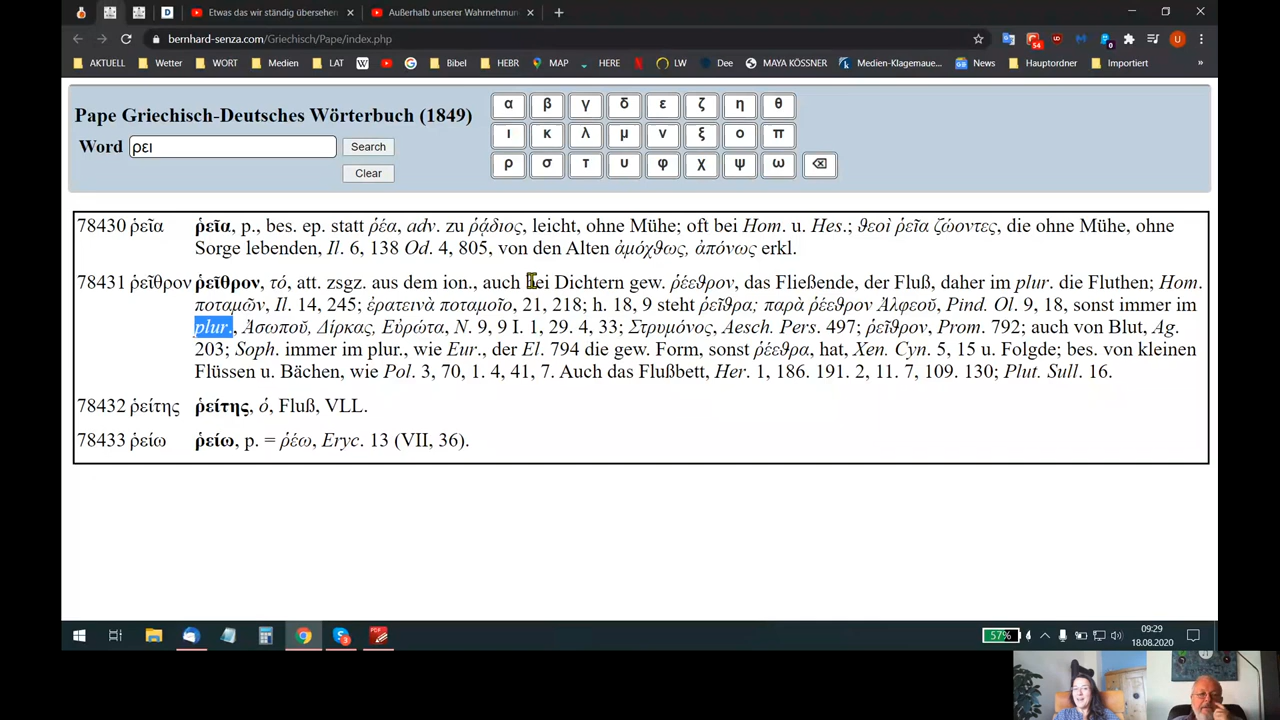 Etwas das wir ständig übersehen
Außerhalb unserer Wahrnehmun
bernhard-senza.com/Griechisch/Pape/index.php
54
0
U
AKTUELL Wetter WORT Medien LAT Bibel HEBR MAP HERE LW Dee MAYA KÖSSNER Medien-Klagemaue... News Hauptordner Importiert »
Pape Griechisch-Deutsches Wörterbuch (1849)
Word ρει Search
Clear
α β γ δ ε ζ η θ
ι κ λ μ ν ξ ο π
ρ σ τ υ φ χ ψ ω ⌫
78430 ῥεῖα ῥεῖα, p., bes. ep. statt ῥέα, adv. zu ῥᾴδιος, leicht, ohne Mühe; oft bei Hom. u. Hes.; ϑεοὶ ῥεῖα ζώοντες, die ohne Mühe, ohne
Sorge lebenden, Il. 6, 138 Od. 4, 805, von den Alten ἀμόχϑως, ἀπόνως erkl.
78431 ῥεῖθρον ῥεῖθρον, τό, att. zsgz. aus dem ion., auch bei Dichtern gew. ῥέεϑρον, das Fließende, der Fluß, daher im plur. die Fluthen; Hom.
ποταμῶν, Il. 14, 245; ἐρατεινὰ ποταμοῖο, 21, 218; h. 18, 9 steht ῥεῖϑρα; παρὰ ῥέεϑρον Ἀλφεοῦ, Pind. Ol. 9, 18, sonst immer im
plur., Ἀσωποῦ, Δίρκας, Εὐρώτα, N. 9, 9 I. 1, 29. 4, 33; Στρυμόνος, Aesch. Pers. 497; ῥεῖϑρον, Prom. 792; auch von Blut, Ag.
203; Soph. immer im plur., wie Eur., der El. 794 die gew. Form, sonst ῥέεϑρα, hat, Xen. Cyn. 5, 15 u. Folgde; bes. von kleinen
Flüssen u. Bächen, wie Pol. 3, 70, 1. 4, 41, 7. Auch das Flußbett, Her. 1, 186. 191. 2, 11. 7, 109. 130; Plut. Sull. 16.
78432 ῥείτης ῥείτης, ὁ, Fluß, VLL.
78433 ῥείω ῥείω, p. = ῥέω, Eryc. 13 (VII, 36).
57%
09:29
18.08.2020